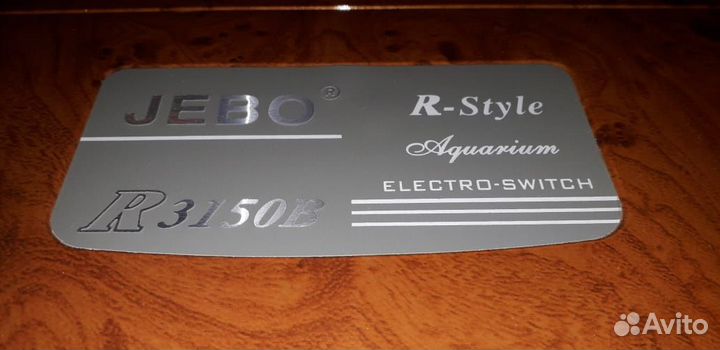 JEBO®
R3150B
R-Style
Aquarium
ELECTRO-SWITCH
Avito